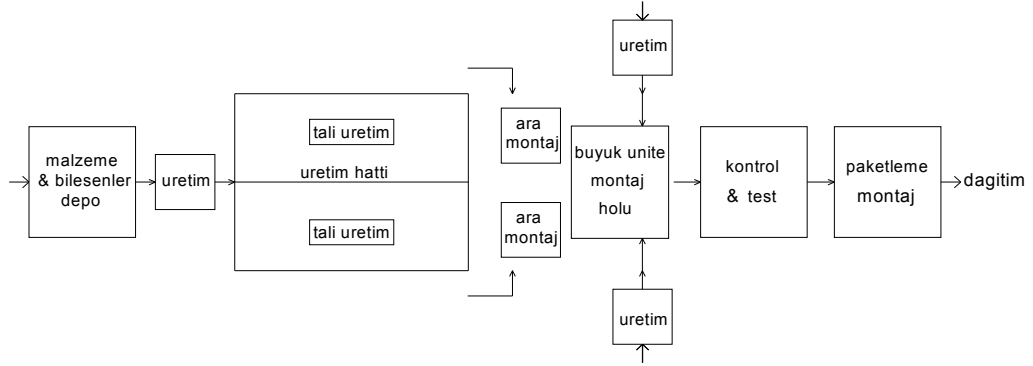 malzeme
& bilesenler
depo
uretim
tali uretim
uretim hatti
tali uretim
ara
montaj
ara
montaj
uretim
buyuk unite
montaj
holu
uretim
kontrol
& test
paketleme
montaj
dagitim